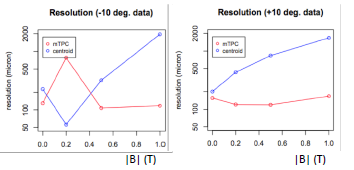 Resolution (-10 deg. data)
resolution (micron)
2000
500
100
50
mTPC
centroid
0.0 0.2 0.4 0.6 0.8 1.0
|B| (T)
Resolution (+10 deg. data)
resolution (micron)
2000
500
100
50
mTPC
centroid
0.0 0.2 0.4 0.6 0.8 1.0
|B| (T)